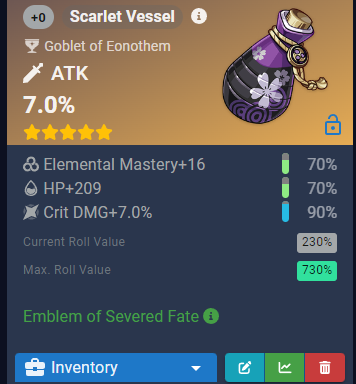 +0 Scarlet Vessel
Goblet of Eonothem
ATK
7.0%
Elemental Mastery+16 70%
HP+209 70%
Crit DMG+7.0% 90%
Current Roll Value 230%
Max. Roll Value 730%
Emblem of Severed Fate
Inventory